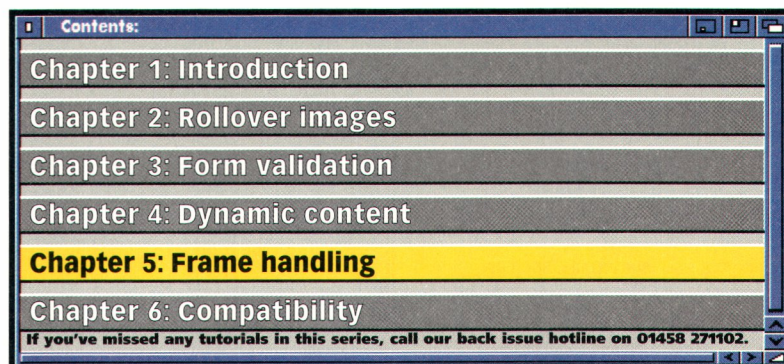 Contents:
Chapter 1: Introduction
Chapter 2: Rollover images
Chapter 3: Form validation
Chapter 4: Dynamic content
Chapter 5: Frame handling
Chapter 6: Compatibility
If you've missed any tutorials in this series, call our back issue hotline on 01458 271102.